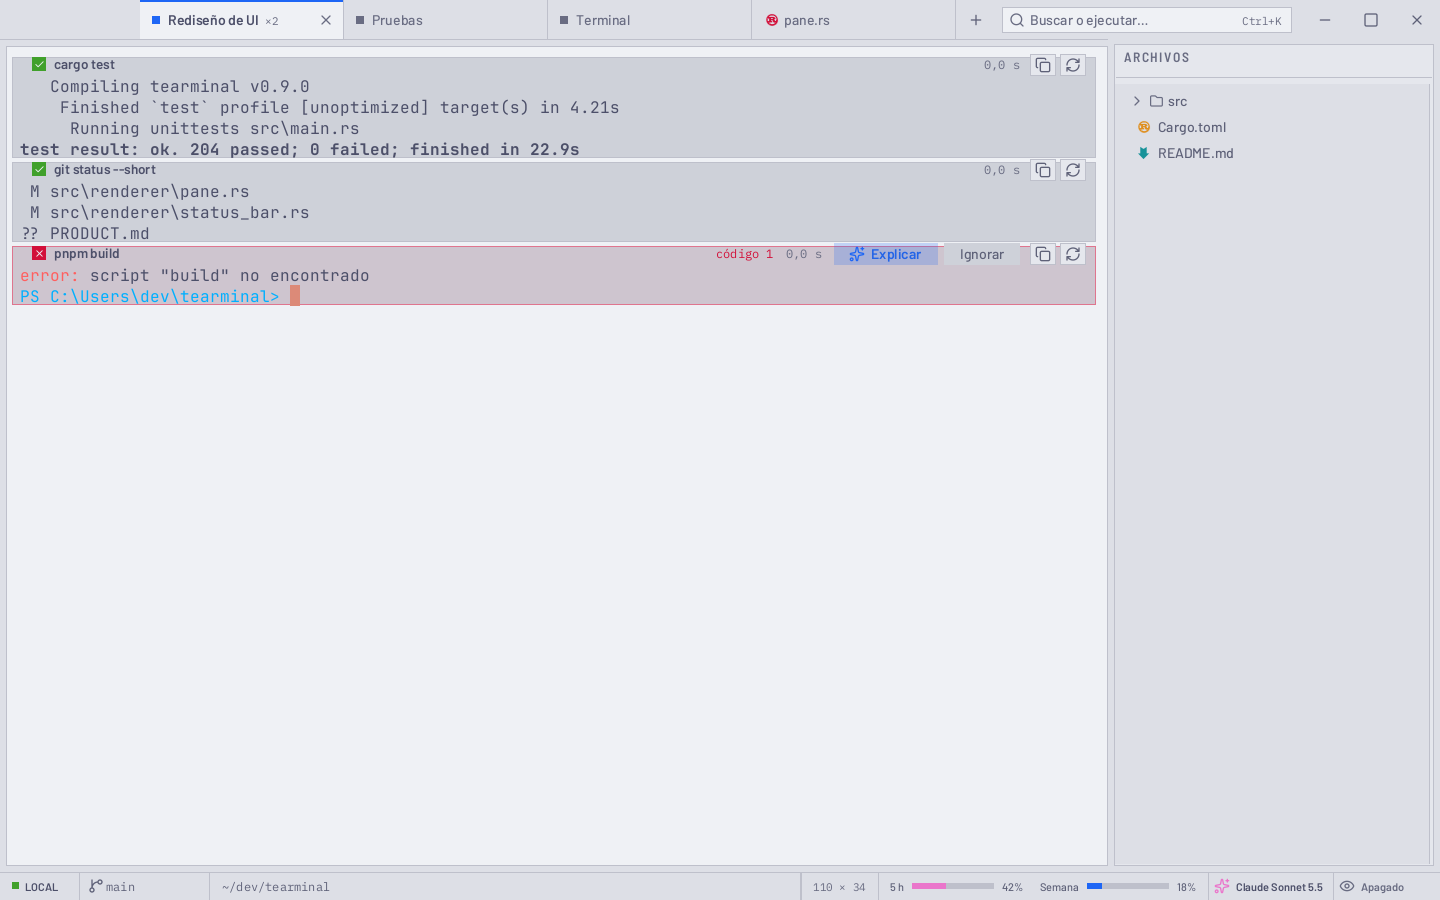 Rediseño de UI ×2
Pruebas
Terminal
pane.rs
Buscar o ejecutar... Ctrl+K
ARCHIVOS
src
Cargo.toml
README.md
cargo test 0,0 s
Compiling tearminal v0.9.0
Finished `test` profile [unoptimized] target(s) in 4.21s
Running unittests src\main.rs
test result: ok. 204 passed; 0 failed; finished in 22.9s
git status --short 0,0 s
M src\renderer\pane.rs
M src\renderer\status_bar.rs
?? PRODUCT.md
pnpm build código 1 0,0 s Explicar Ignorar
error: script "build" no encontrado
PS C:\Users\dev\tearminal>
LOCAL main ~/dev/tearminal 110 × 34 5 h 42% Semana 18% Claude Sonnet 5.5 Apagado